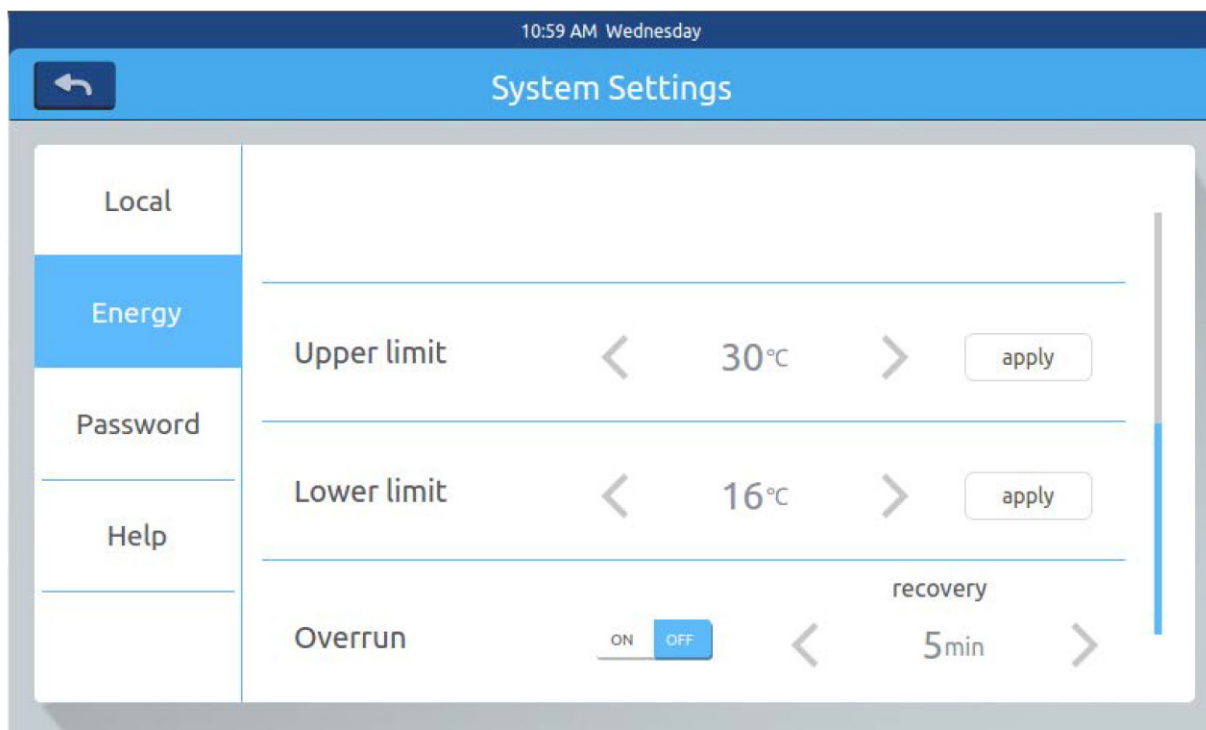 10:59 AM Wednesday
System Settings
Local
Energy
Password
Help
Upper limit 30℃ apply
Lower limit 16℃ apply
recovery
Overrun ON OFF 5min